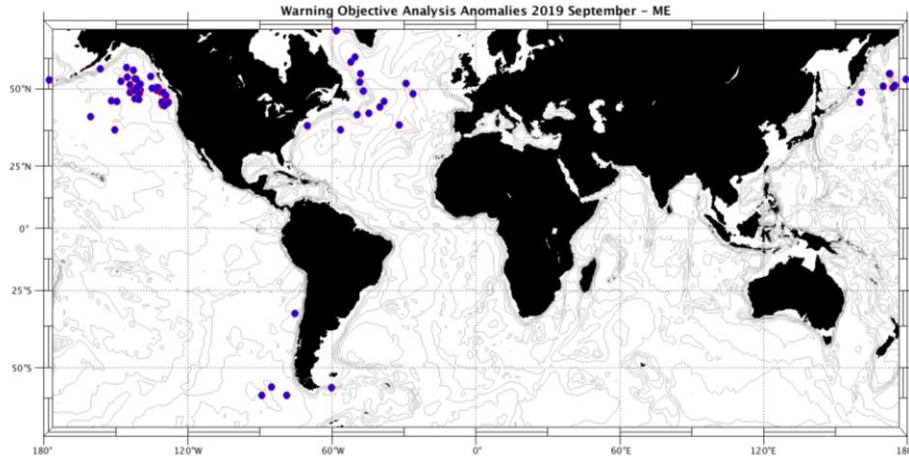 Warning Objective Analysis Anomalies 2019 September – ME
50°N
25°N
0°
25°S
50°S
180° 120°W 60°W 0° 60°E 120°E 180